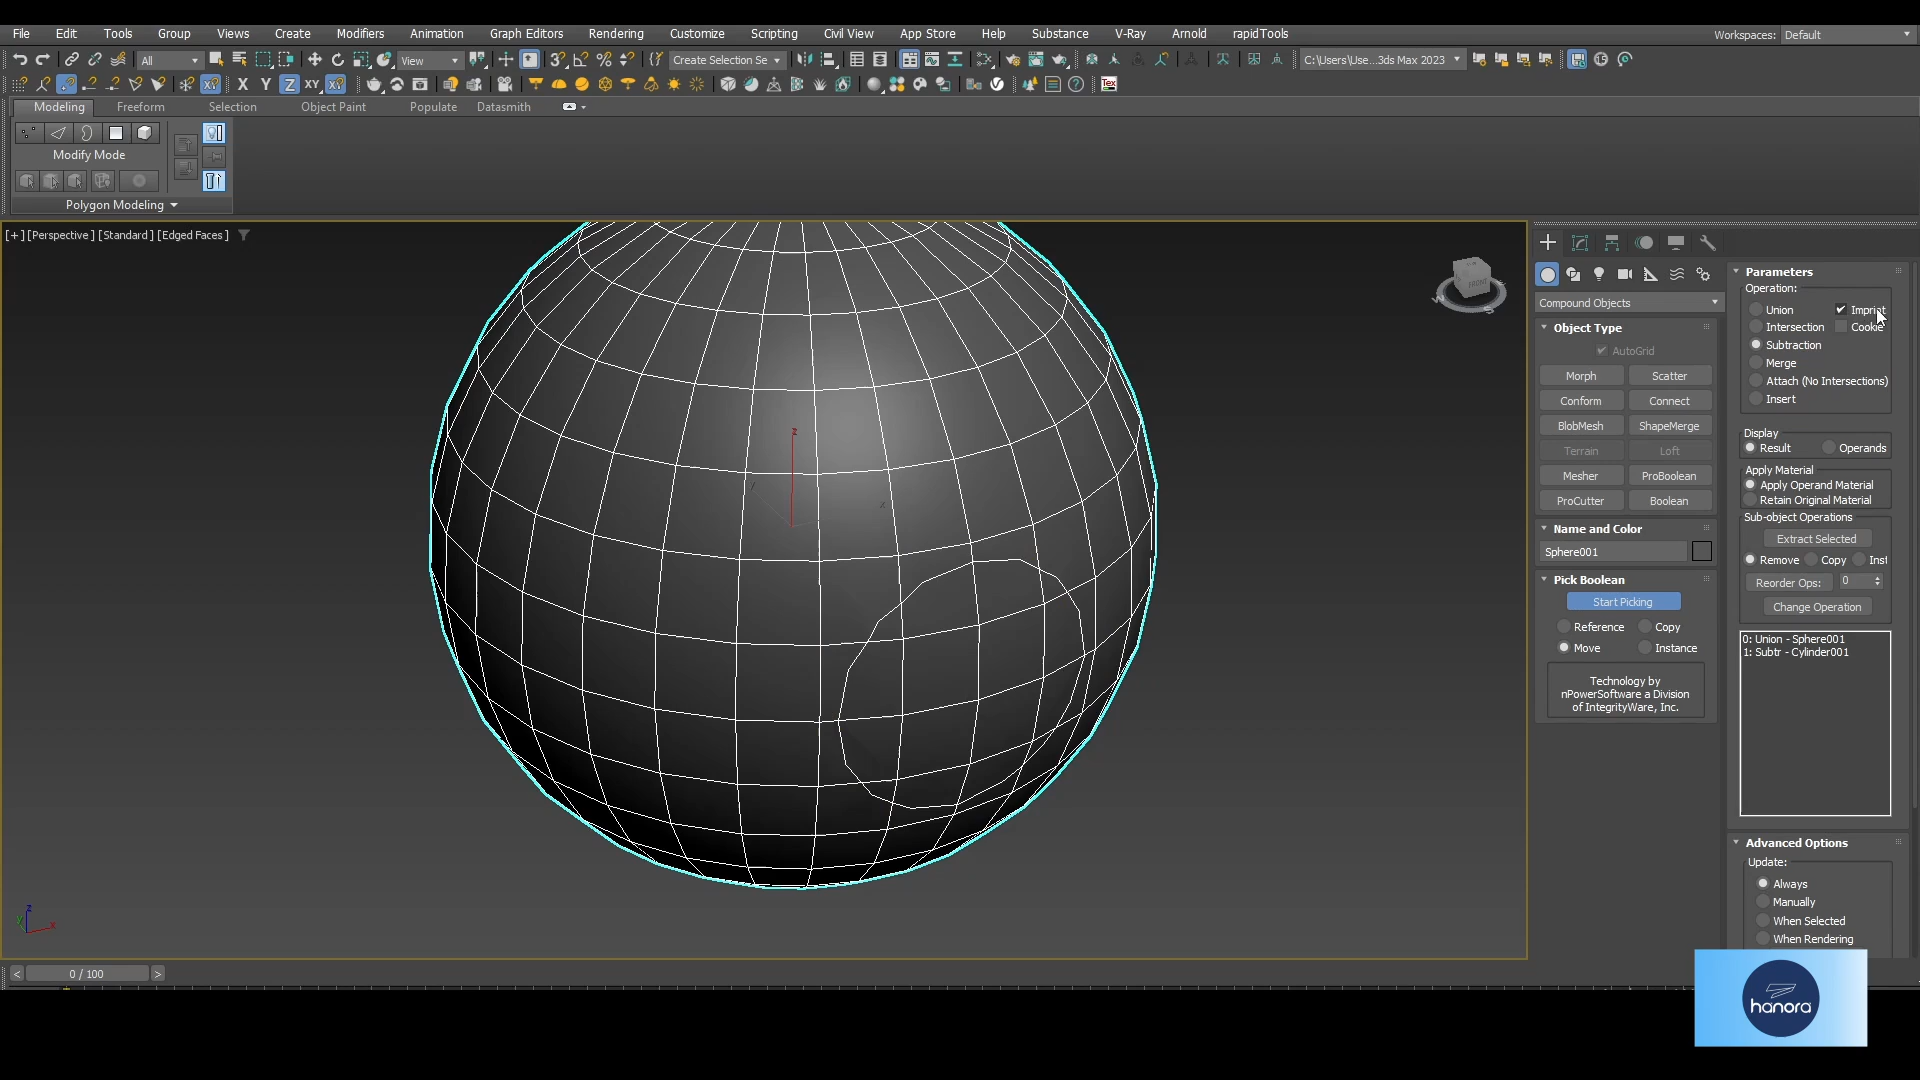 File Edit Tools Group Views Create Modifiers Animation Graph Editors Rendering Customize Scripting Civil View App Store Help Substance V-Ray Arnold rapidTools Workspaces: Default
All View Create Selection Se C:\Users\Use...3ds Max 2023
X Y Z XY
Modeling Freeform Selection Object Paint Populate Datasmith
Modify Mode
Polygon Modeling
[+] [Perspective] [Standard] [Edged Faces]
FRONT
W
S
z
x
Compound Objects
Object Type
AutoGrid
Morph Scatter
Conform Connect
BlobMesh ShapeMerge
Terrain Loft
Mesher ProBoolean
ProCutter Boolean
Name and Color
Sphere001
Pick Boolean
Start Picking
Reference Copy
Move Instance
Technology by
nPowerSoftware a Division
of IntegrityWare, Inc.
Parameters
Operation:
Union Imprint
Intersection Cookie
Subtraction
Merge
Attach (No Intersections)
Insert
Display
Result Operands
Apply Material
Apply Operand Material
Retain Original Material
Sub-object Operations
Extract Selected
Remove Copy Inst
Reorder Ops: 0
Change Operation
0: Union - Sphere001
1: Subtr - Cylinder001
Advanced Options
Update:
Always
Manually
When Selected
When Rendering
z
y
x
< 0 / 100 >
hanora